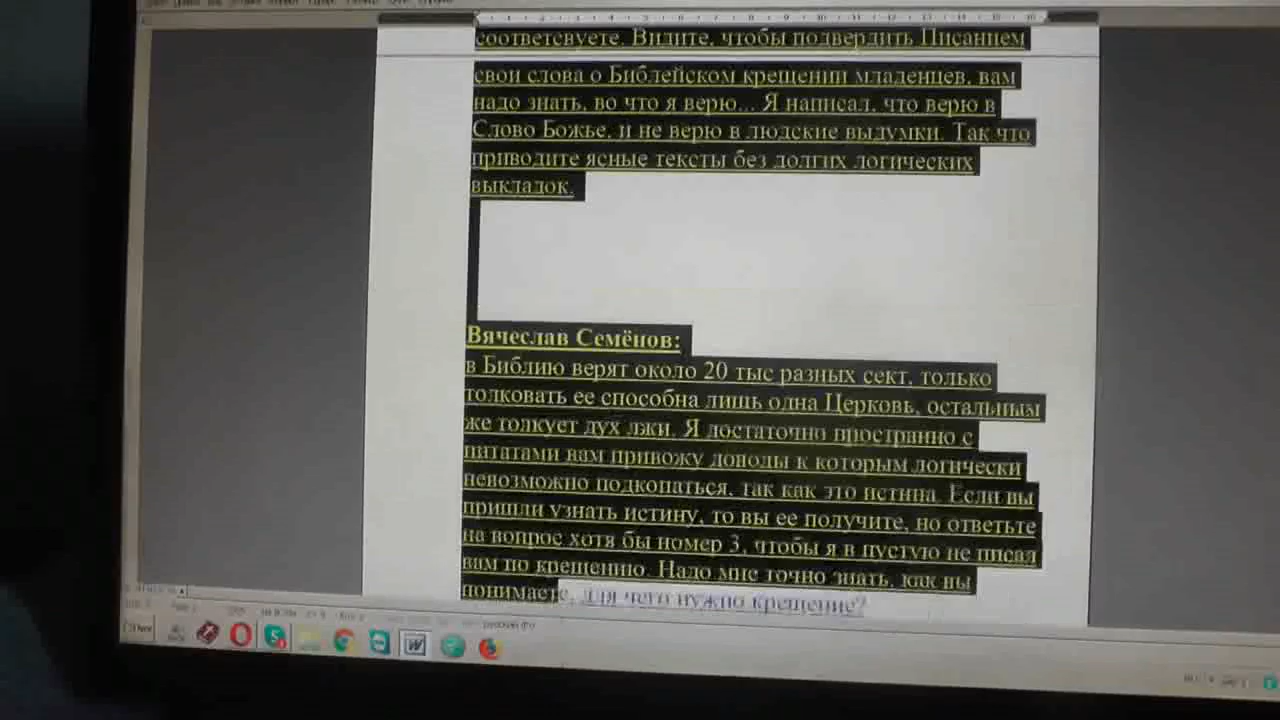 соответсвуете. Видите, чтобы подвердить Писанием
свои слова о Библейском крещении младенцев, вам
надо знать, во что я верю... Я написал, что верю в
Слово Божье, и не верю в людские выдумки. Так что
приводите ясные тексты без долгих логических
выкладок.
Вячеслав Семёнов:
в Библию верят около 20 тыс разных сект, только
толковать ее способна лишь одна Церковь, остальным
же толкует дух лжи. Я достаточно пространно с
цитатами вам привожу доводы к которым логически
невозможно подкопаться, так как это истина. Если вы
пришли узнать истину, то вы ее получите, но ответьте
на вопрос хотя бы номер 3, чтобы я в пустую не писал
вам по крещению. Надо мне точно знать, как вы
понимаете, для чего нужно крещение?